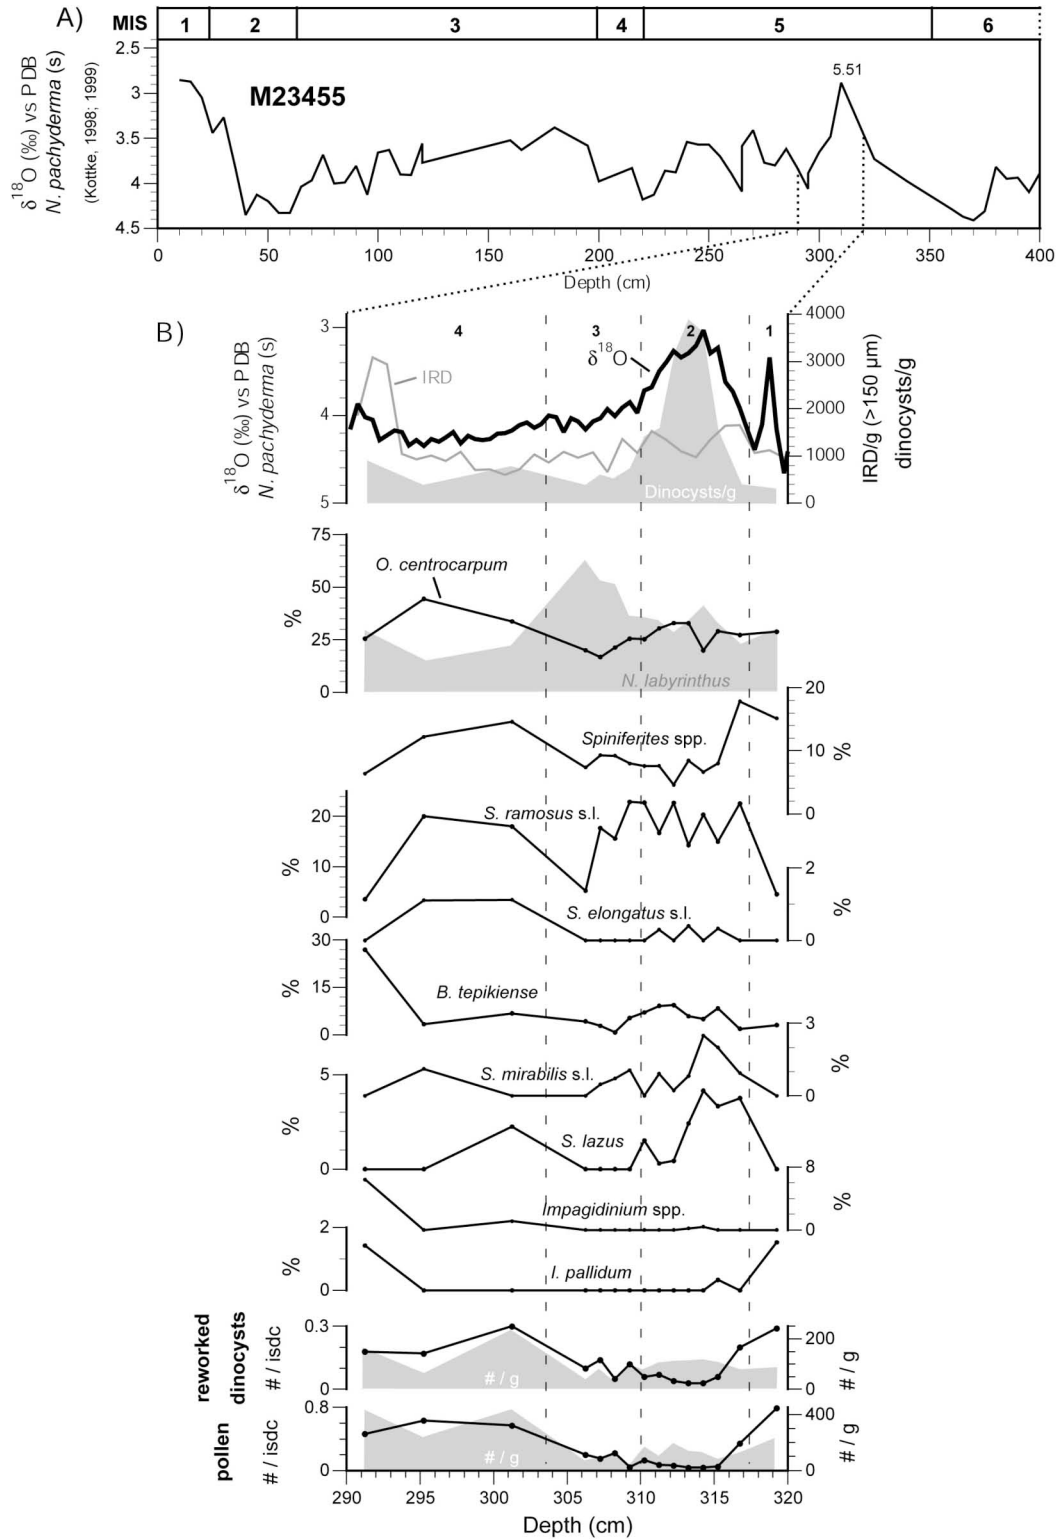 A)
MIS
1 2 3 4 5 6
2.5
3
3.5
4
4.5
δ18O (‰) vs PDB
N. pachyderma (s)
(Kottke, 1998; 1999)
M23455
5.51
0 50 100 150 200 250 300 350 400
Depth (cm)
B)
3
4
5
δ18O (‰) vs PDB
N. pachyderma (s)
4 3 2 1
δ18O
IRD
Dinocysts/g
4000
3000
2000
1000
0
IRD/g (>150 µm)
dinocysts/g
75
50
25
0
%
O. centrocarpum
N. labyrinthus
20
10
0
%
Spiniferites spp.
20
10
0
%
S. ramosus s.l.
2
0
%
S. elongatus s.l.
30
15
0
%
B. tepikiense
3
0
%
S. mirabilis s.l.
5
0
%
S. lazus
8
0
%
Impagidinium spp.
2
0
%
I. pallidum
reworked
dinocysts
# / isdc
0.3
0
# / g
200
0
# / g
pollen
# / isdc
0.8
0
# / g
400
0
# / g
290 295 300 305 310 315 320
Depth (cm)